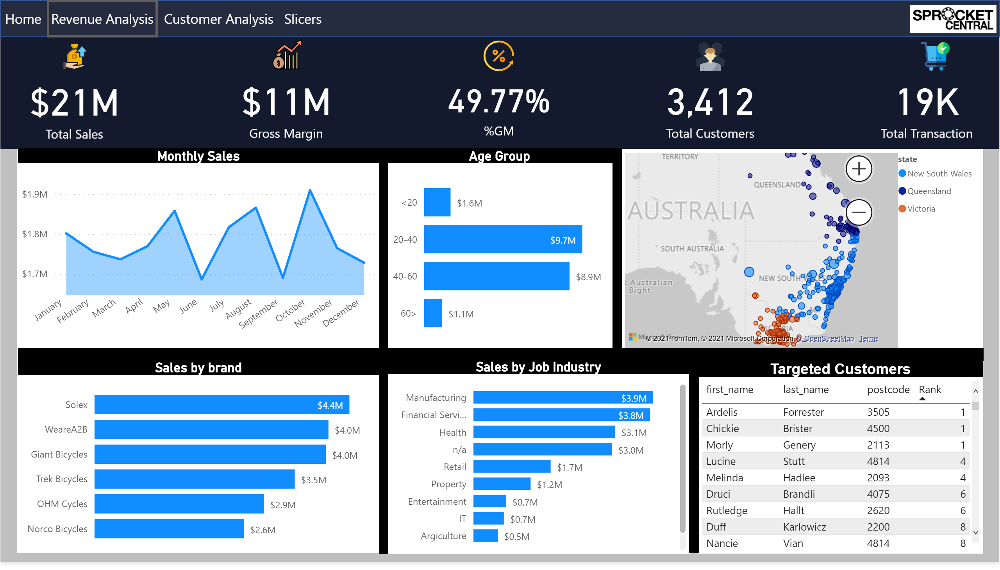 Home Revenue Analysis Customer Analysis Slicers
SPROCKET
CENTRAL
$21M
Total Sales
$11M
Gross Margin
49.77%
%GM
3,412
Total Customers
19K
Total Transaction
Monthly Sales
$1.9M
$1.8M
$1.7M
January
February
March
April
May
June
July
August
September
October
November
December
Age Group
<20 $1.6M
20-40 $9.7M
40-60 $8.9M
60> $1.1M
TERRITORY
QUEENSLAND
AUSTRALIA
SOUTH AUSTRALIA
NEW SOUTH WALES
t Australian
Bight
© 2021 TomTom, © 2021 Microsoft Corporation, © OpenStreetMap Terms
state
New South Wales
Queensland
Victoria
Sales by brand
Solex $4.4M
WeareA2B $4.0M
Giant Bicycles $4.0M
Trek Bicycles $3.5M
OHM Cycles $2.9M
Norco Bicycles $2.6M
Sales by Job Industry
Manufacturing $3.9M
Financial Servi... $3.8M
Health $3.1M
n/a $3.0M
Retail $1.7M
Property $1.2M
Entertainment $0.7M
IT $0.7M
Argiculture $0.5M
Targeted Customers
first_name last_name postcode Rank
Ardelis Forrester 3505 1
Chickie Brister 4500 1
Morly Genery 2113 1
Lucine Stutt 4814 4
Melinda Hadlee 2093 4
Druci Brandli 4075 6
Rutledge Hallt 2620 6
Duff Karlowicz 2200 8
Nancie Vian 4814 8